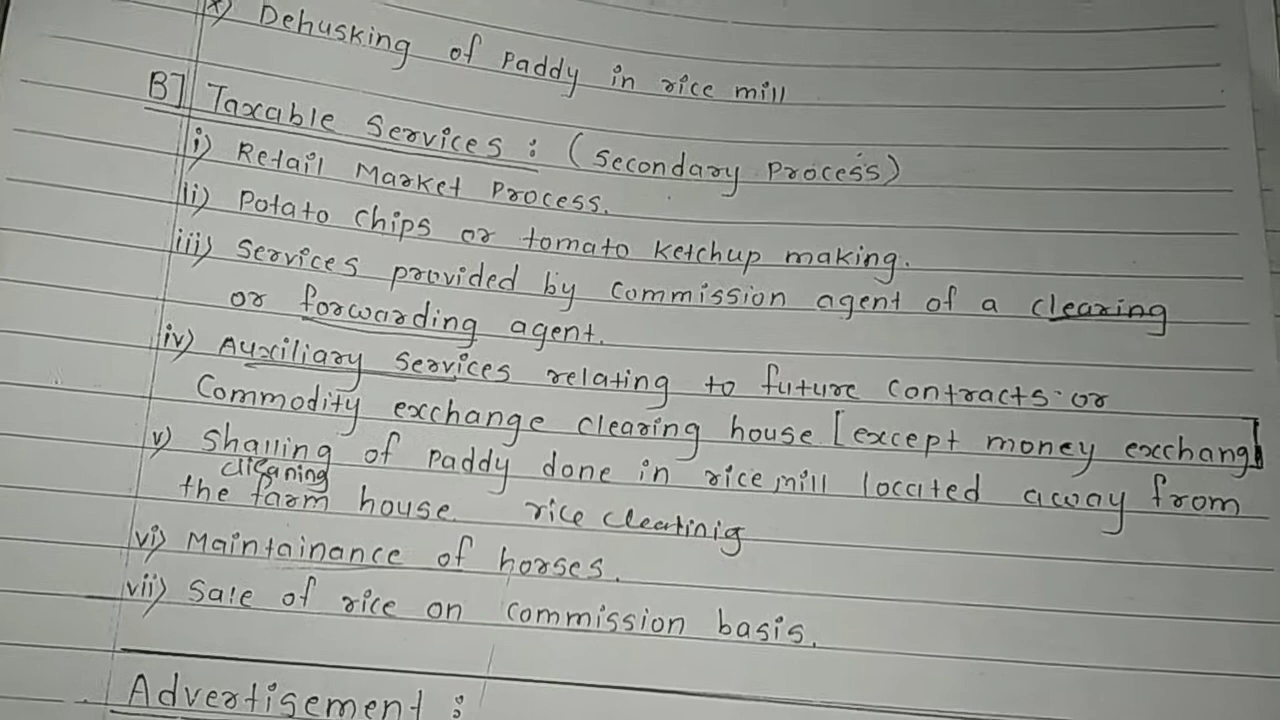 x) Dehusking of Paddy in rice mill
B] Taxable Services : (Secondary Process)
i) Retail Market Process.
ii) Potato chips or tomato ketchup making.
iii) Services provided by commission agent of a clearing
or forwarding agent.
iv) Auxiliary services relating to future contracts or
Commodity exchange clearing house [except money exchang]
v) Shalling of Paddy done in rice mill located away from
cleaning
the farm house rice cleaning
vi) Maintainance of horses.
vii) Sale of rice on commission basis.
Advertisement :